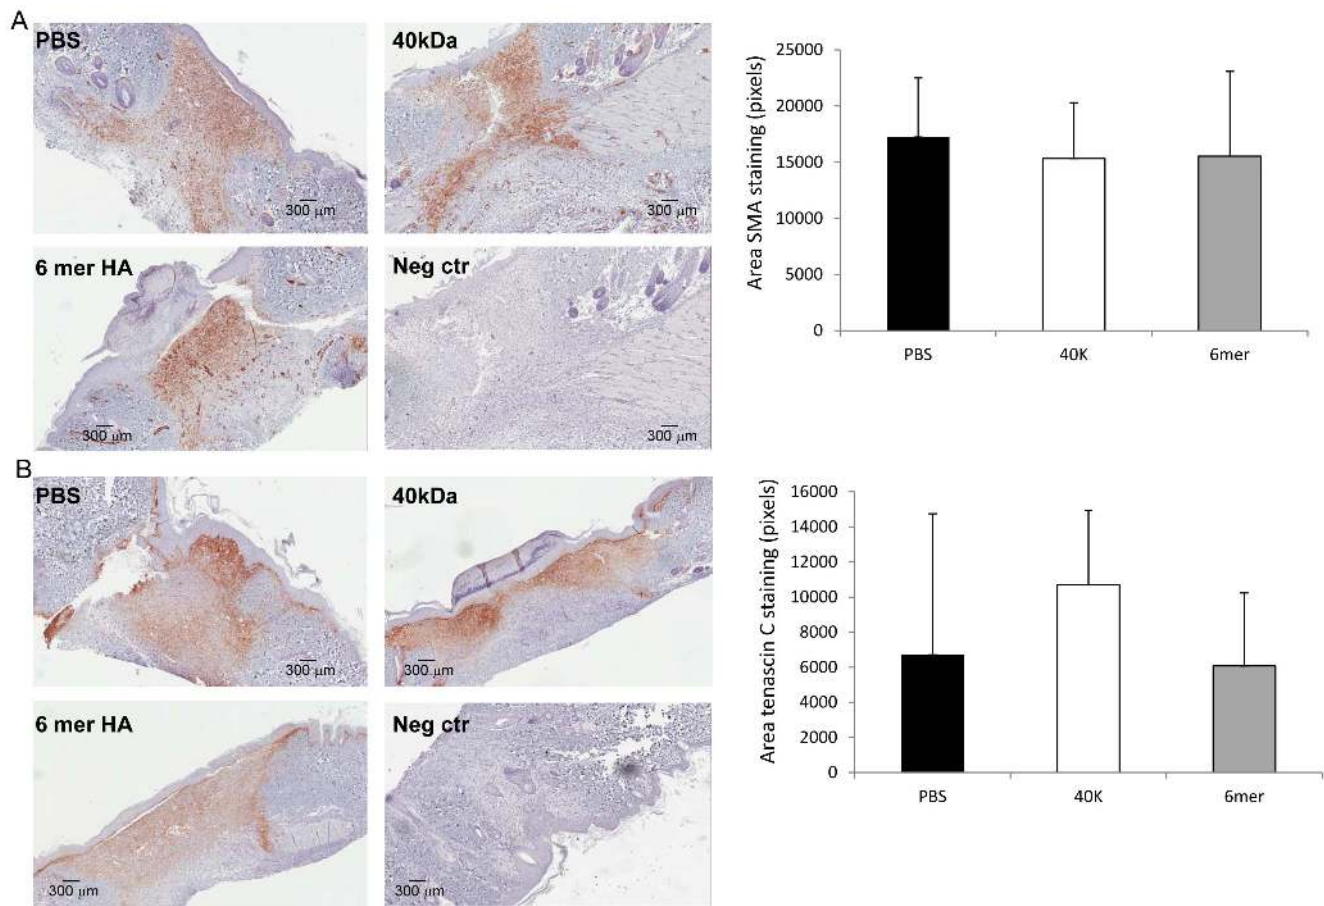 A
PBS
40kDa
300 µm
300 µm
6 mer HA
Neg ctr
300 µm
300 µm
Area SMA staining (pixels)
25000
20000
15000
10000
5000
0
PBS
40K
6mer
B
PBS
40kDa
300 µm
300 µm
6 mer HA
Neg ctr
300 µm
300 µm
Area tenascin C staining (pixels)
16000
14000
12000
10000
8000
6000
4000
2000
0
PBS
40K
6mer